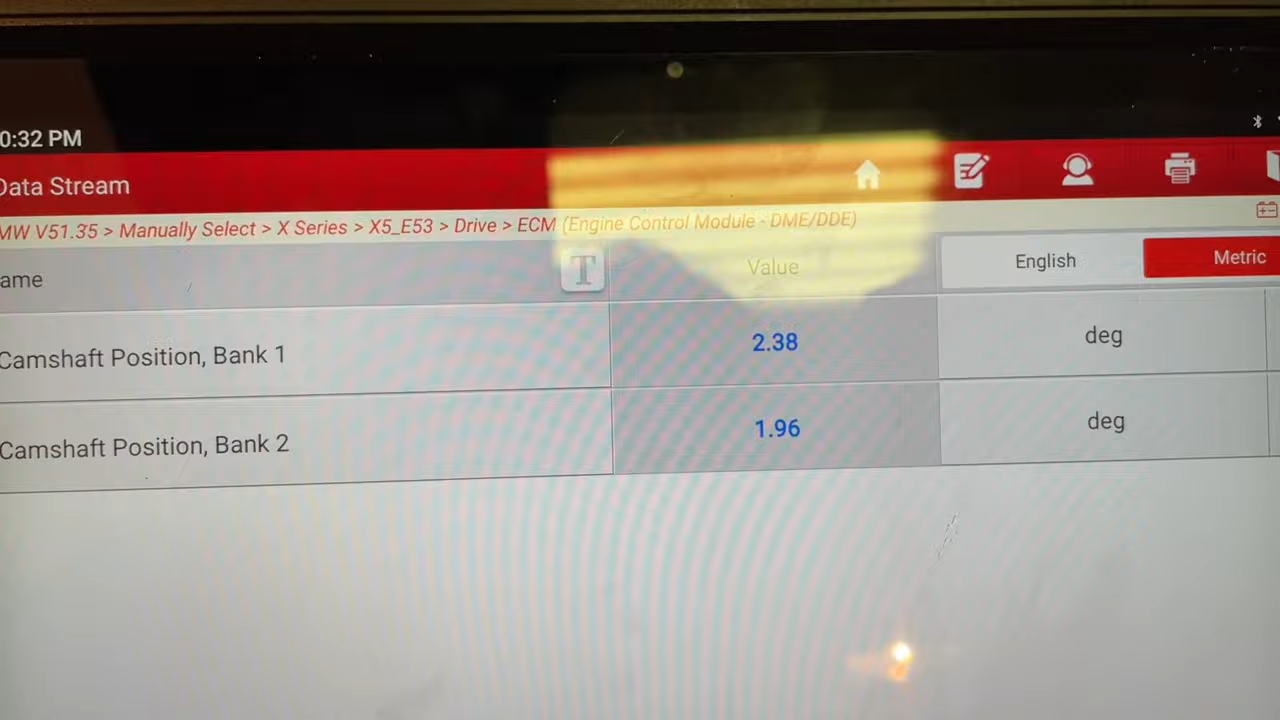 0:32 PM
Data Stream
MW V51.35 > Manually Select > X Series > X5_E53 > Drive > ECM (Engine Control Module - DME/DDE)
ame
T
Value
English
Metric
Camshaft Position, Bank 1
2.38
deg
Camshaft Position, Bank 2
1.96
deg